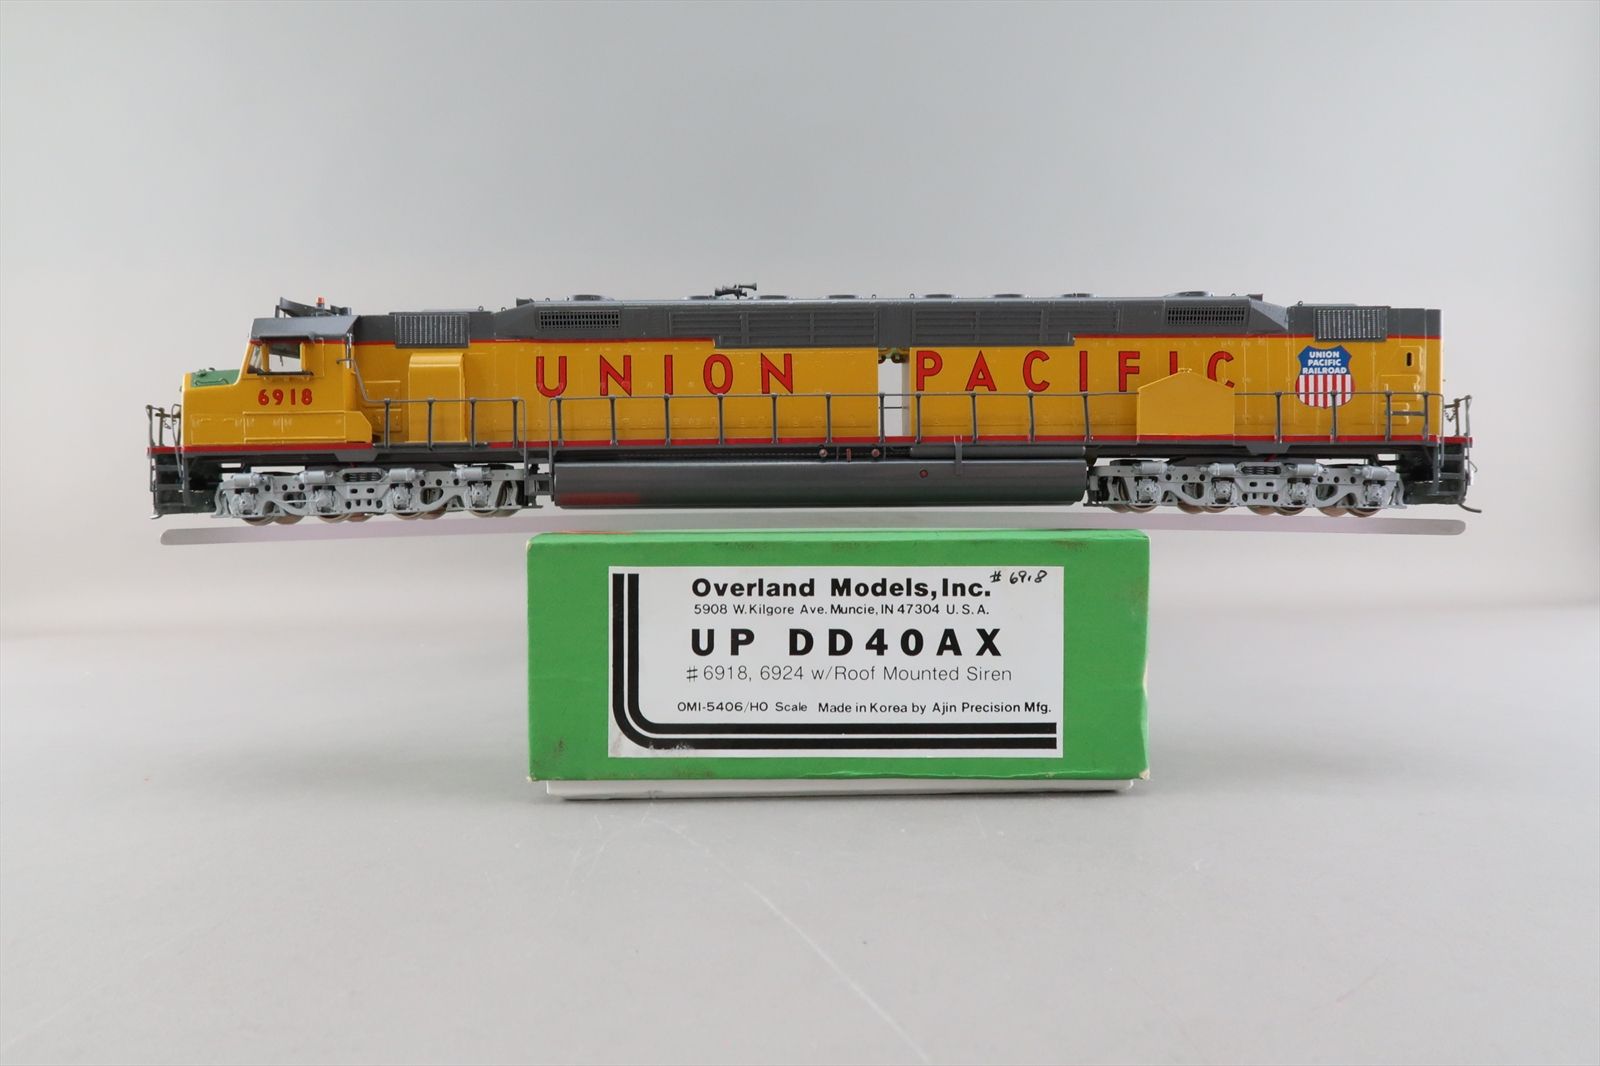 UNION PACIFIC
6918
UNION
PACIFIC
RAILROAD
Overland Models, Inc. # 6918
5908 W. Kilgore Ave. Muncie, IN 47304 U.S.A.
UP DD40AX
#6918, 6924 w/Roof Mounted Siren
OMI-5406/HO Scale Made in Korea by Ajin Precision Mfg.